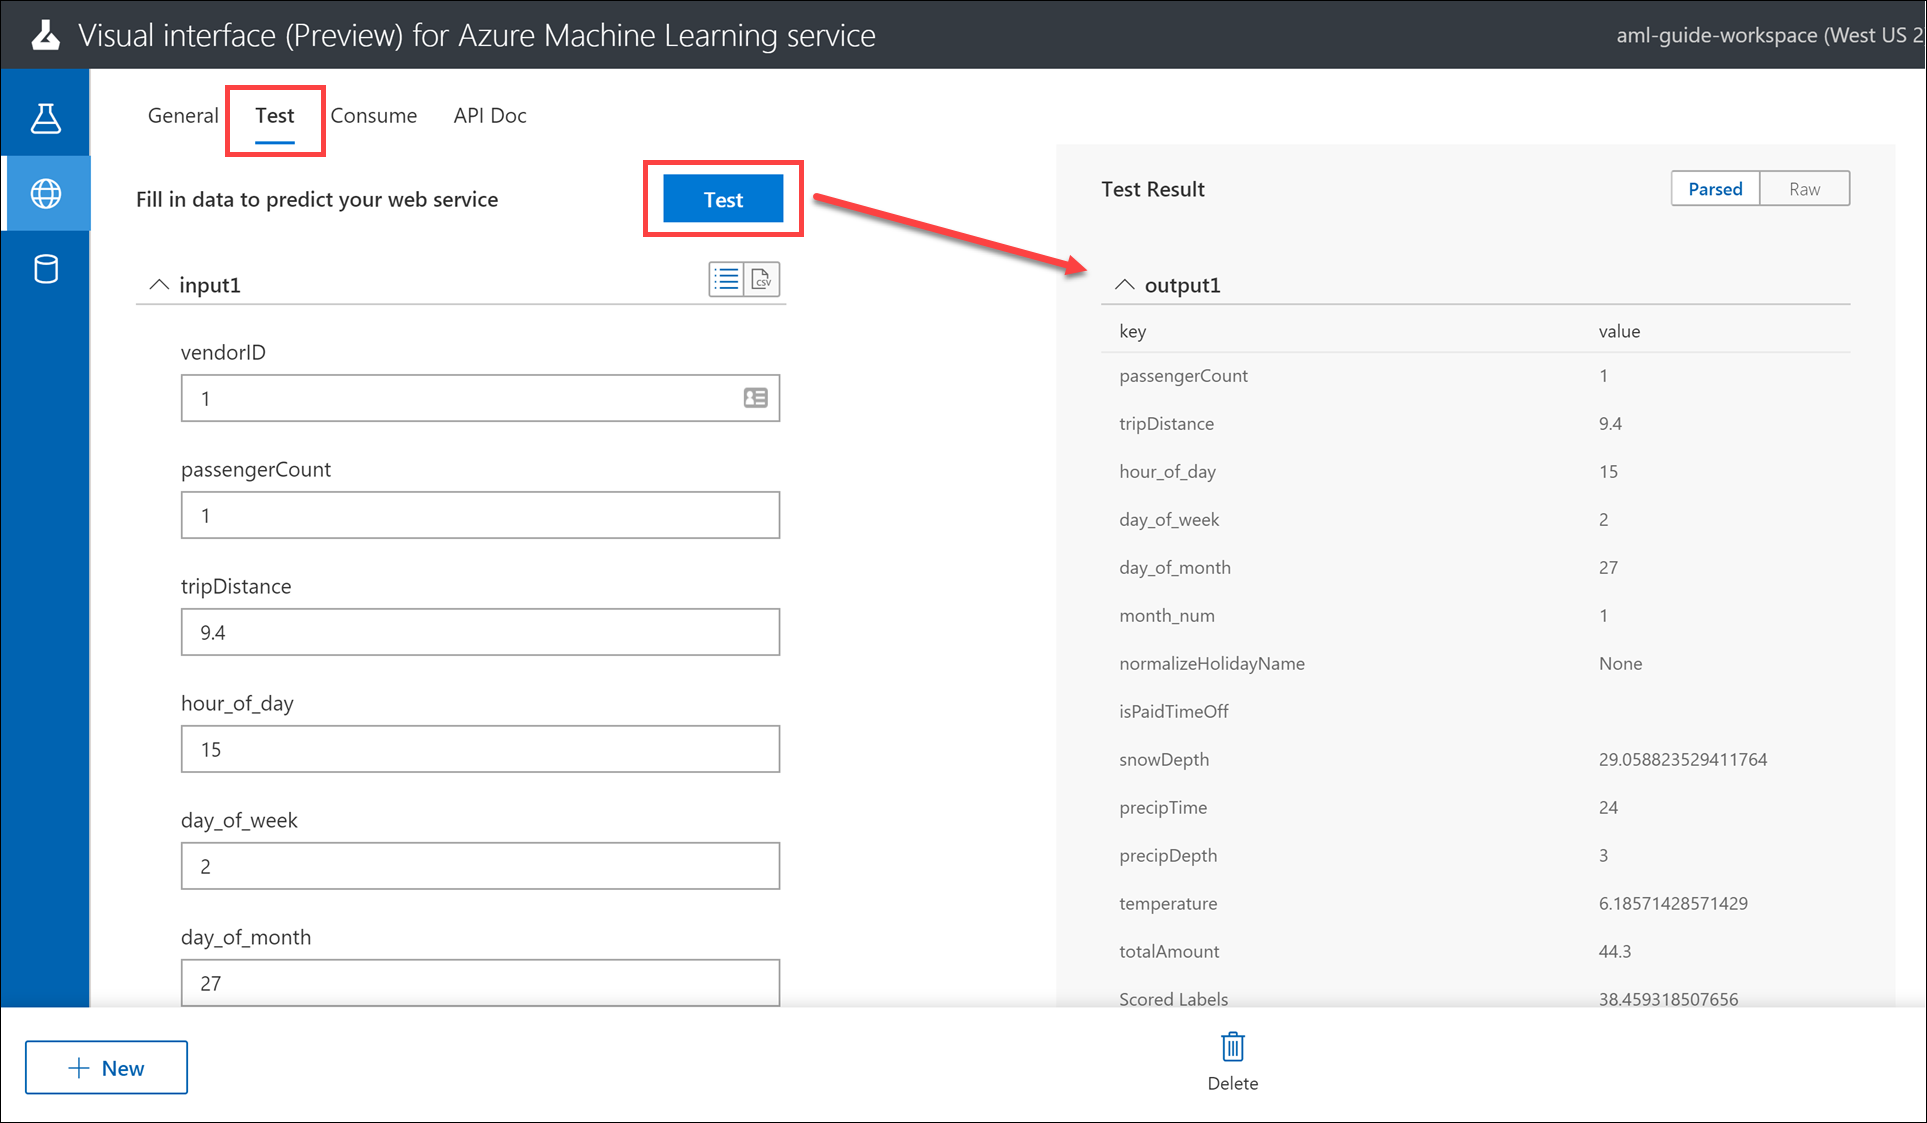 Visual interface (Preview) for Azure Machine Learning service
aml-guide-workspace (West US 2
General
Test
Consume
API Doc
Fill in data to predict your web service
Test
input1
CSV
vendorID
1
passengerCount
1
tripDistance
9.4
hour_of_day
15
day_of_week
2
day_of_month
27
Test Result
Parsed
Raw
output1
key value
passengerCount 1
tripDistance 9.4
hour_of_day 15
day_of_week 2
day_of_month 27
month_num 1
normalizeHolidayName None
isPaidTimeOff
snowDepth 29.058823529411764
precipTime 24
precipDepth 3
temperature 6.18571428571429
totalAmount 44.3
Scored Labels 38.459318507656
New
Delete